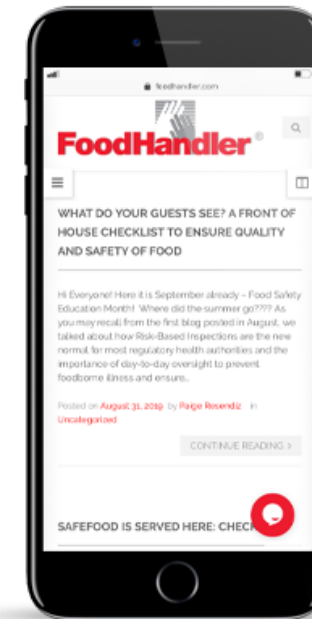 foodhandler.com
FoodHandler®
WHAT DO YOUR GUESTS SEE? A FRONT OF
HOUSE CHECKLIST TO ENSURE QUALITY
AND SAFETY OF FOOD
Hi Everyone! Here it is September already – Food Safety
Education Month! Where did the summer go???? As
you may recall from the first blog posted in August, we
talked about how Risk-Based Inspections are the new
normal for most regulatory health authorities and the
importance of day-to-day oversight to prevent
foodborne illness and ensure…
Posted on August 31, 2019 by Paige Resendiz in
Uncategorized
CONTINUE READING >
SAFEFOOD IS SERVED HERE: CHECK